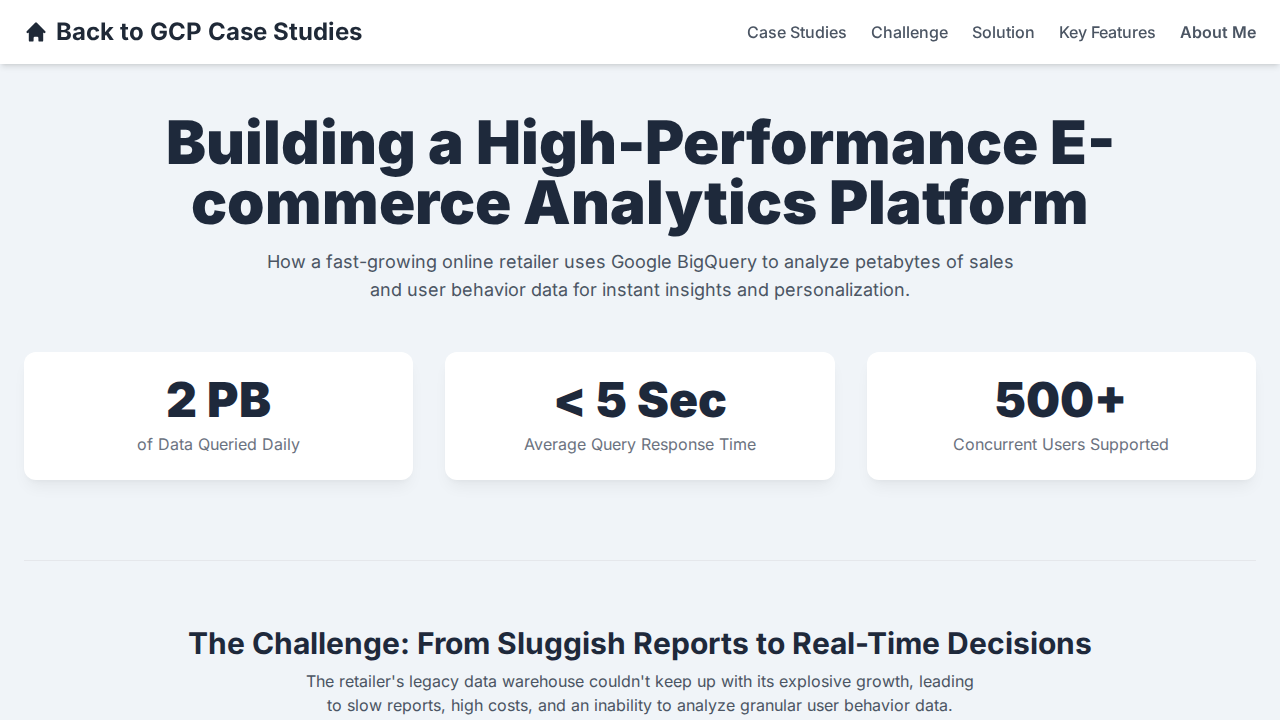 Back to GCP Case Studies
Case Studies
Challenge
Solution
Key Features
About Me
Building a High-Performance E-
commerce Analytics Platform
How a fast-growing online retailer uses Google BigQuery to analyze petabytes of sales
and user behavior data for instant insights and personalization.
2 PB
of Data Queried Daily
< 5 Sec
Average Query Response Time
500+
Concurrent Users Supported
The Challenge: From Sluggish Reports to Real-Time Decisions
The retailer's legacy data warehouse couldn't keep up with its explosive growth, leading
to slow reports, high costs, and an inability to analyze granular user behavior data.